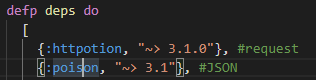 defp deps do
[
{:httpotion, "~> 3.1.0"}, #request
{:poison, "~> 3.1"}, #JSON